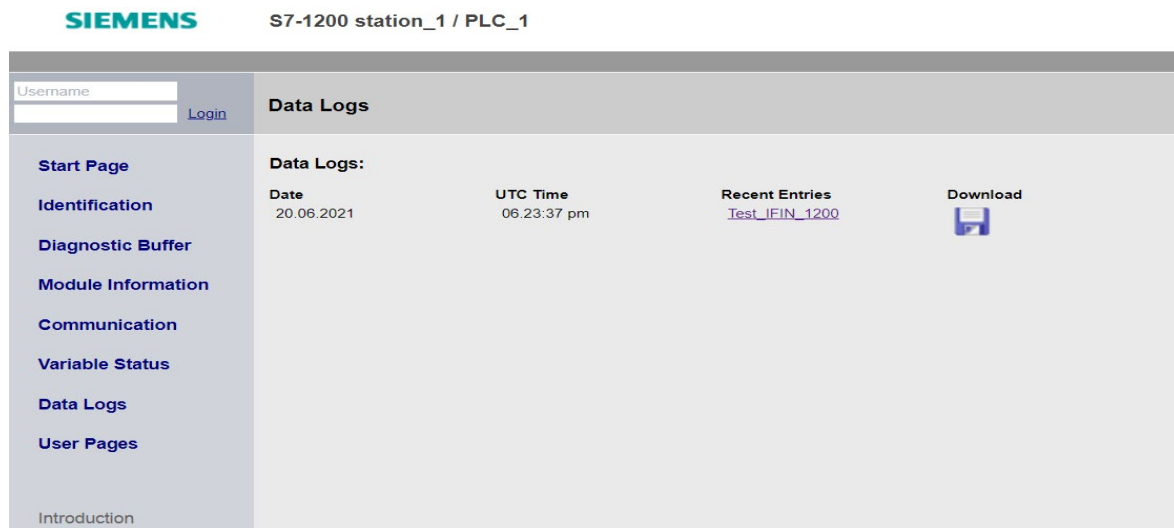 SIEMENS
S7-1200 station_1 / PLC_1
Username
Login
Data Logs
Start Page
Identification
Diagnostic Buffer
Module Information
Communication
Variable Status
Data Logs
User Pages
Introduction
Data Logs:
Date UTC Time Recent Entries Download
20.06.2021 06.23:37 pm Test_IFIN_1200